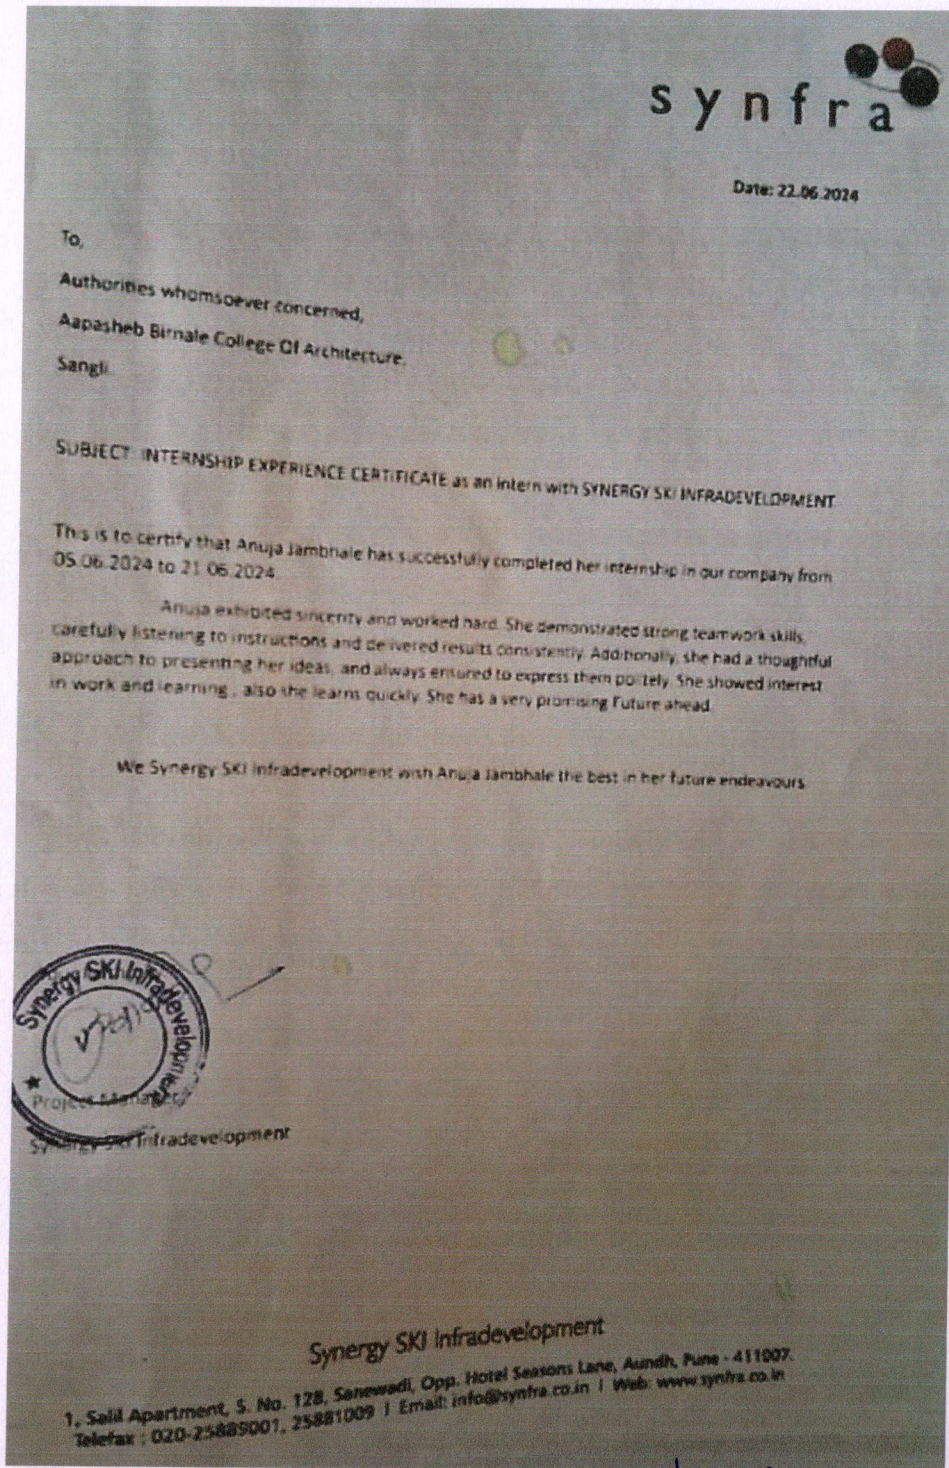 synfra
Date: 22.06.2024
To,
Authorities whomsoever concerned,
Aapasheb Birnale College Of Architecture,
Sangli.
SUBJECT: INTERNSHIP EXPERIENCE CERTIFICATE as an intern with SYNERGY SKI INFRADEVELOPMENT
This is to certify that Anuja Jambhale has successfully completed her internship in our company from
05.06.2024 to 21.06.2024.
Anuja exhibited sincerity and worked hard. She demonstrated strong teamwork skills,
carefully listening to instructions and delivered results consistently. Additionally, she had a thoughtful
approach to presenting her ideas, and always ensured to express them politely. She showed interest
in work and learning , also she learns quickly. She has a very promising Future ahead.
We Synergy SKI Infradevelopment wish Anuja Jambhale the best in her future endeavours.
Synergy SKI Infradevelopment
Project Manager
Synergy SKI Infradevelopment
Synergy SKI Infradevelopment
1, Salil Apartment, S. No. 128, Sanewadi, Opp. Hotel Seasons Lane, Aundh, Pune - 411007.
Telefax : 020-25889001, 25881009 | Email: info@synfra.co.in | Web: www.synfra.co.in